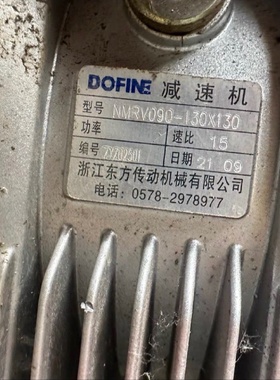 DOFINE 减速机
型号 NMRV090-130X130
功率 速比 15
编号 日期 21 09
浙江东方传动机械有限公司
电话: 0578-2978977